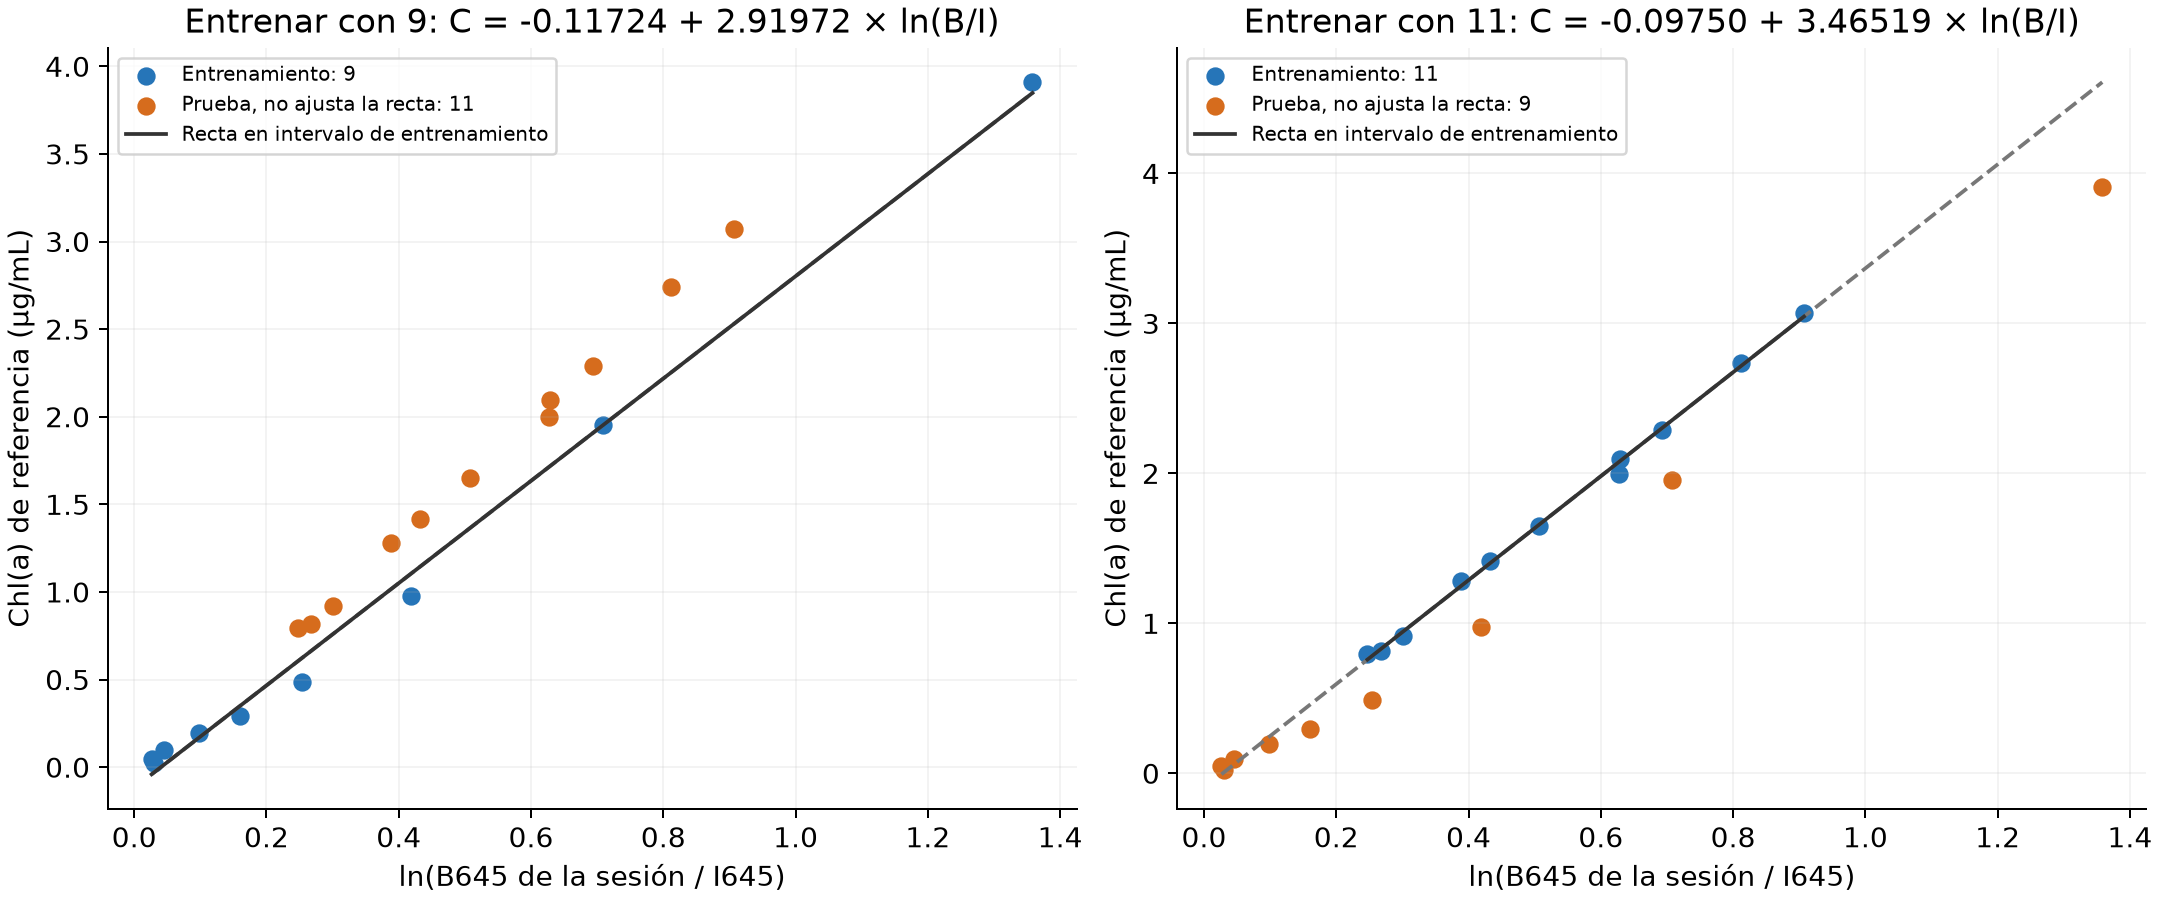 Entrenar con 9: C = -0.11724 + 2.91972 × ln(B/I)
Entrenamiento: 9
Prueba, no ajusta la recta: 11
Recta en intervalo de entrenamiento
Chl(a) de referencia (µg/mL)
4.0
3.5
3.0
2.5
2.0
1.5
1.0
0.5
0.0
0.0 0.2 0.4 0.6 0.8 1.0 1.2 1.4
ln(B645 de la sesión / I645)
Entrenar con 11: C = -0.09750 + 3.46519 × ln(B/I)
Entrenamiento: 11
Prueba, no ajusta la recta: 9
Recta en intervalo de entrenamiento
Chl(a) de referencia (µg/mL)
4
3
2
1
0
0.0 0.2 0.4 0.6 0.8 1.0 1.2 1.4
ln(B645 de la sesión / I645)